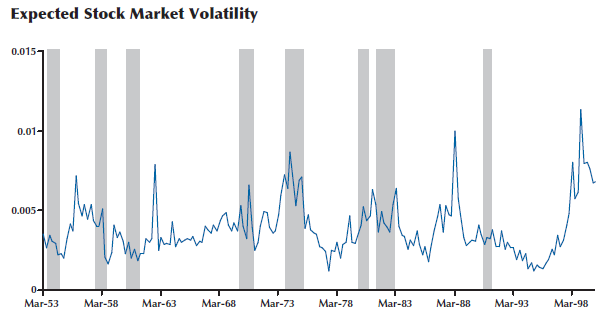 Expected Stock Market Volatility
0.015
0.01
0.005
0
Mar-53 Mar-58 Mar-63 Mar-68 Mar-73 Mar-78 Mar-83 Mar-88 Mar-93 Mar-98